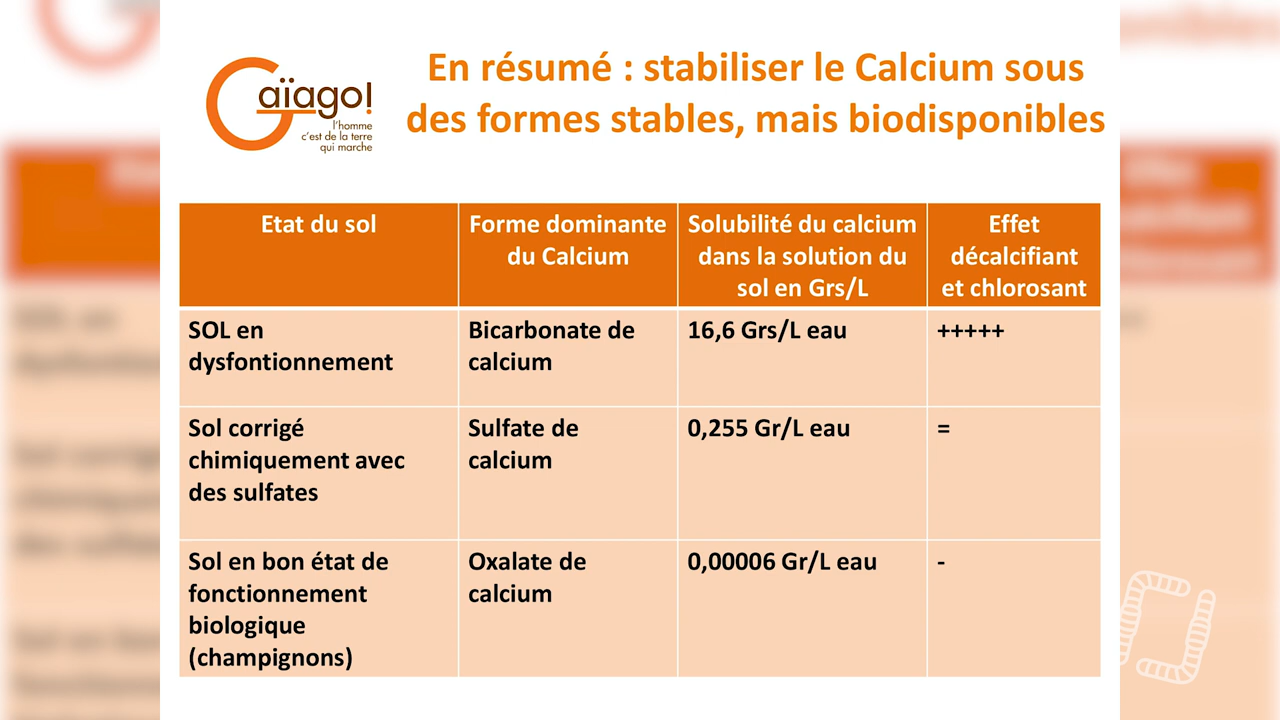 Gaïago!
l'homme
c'est de la terre
qui marche
En résumé : stabiliser le Calcium sous
des formes stables, mais biodisponibles
Etat du sol
Forme dominante
du Calcium
Solubilité du calcium
dans la solution du
sol en Grs/L
Effet
décalcifiant
et chlorosant
SOL en
dysfontionnement
Bicarbonate de
calcium
16,6 Grs/L eau
+++++
Sol corrigé
chimiquement avec
des sulfates
Sulfate de
calcium
0,255 Gr/L eau
=
Sol en bon état de
fonctionnement
biologique
(champignons)
Oxalate de
calcium
0,00006 Gr/L eau
-